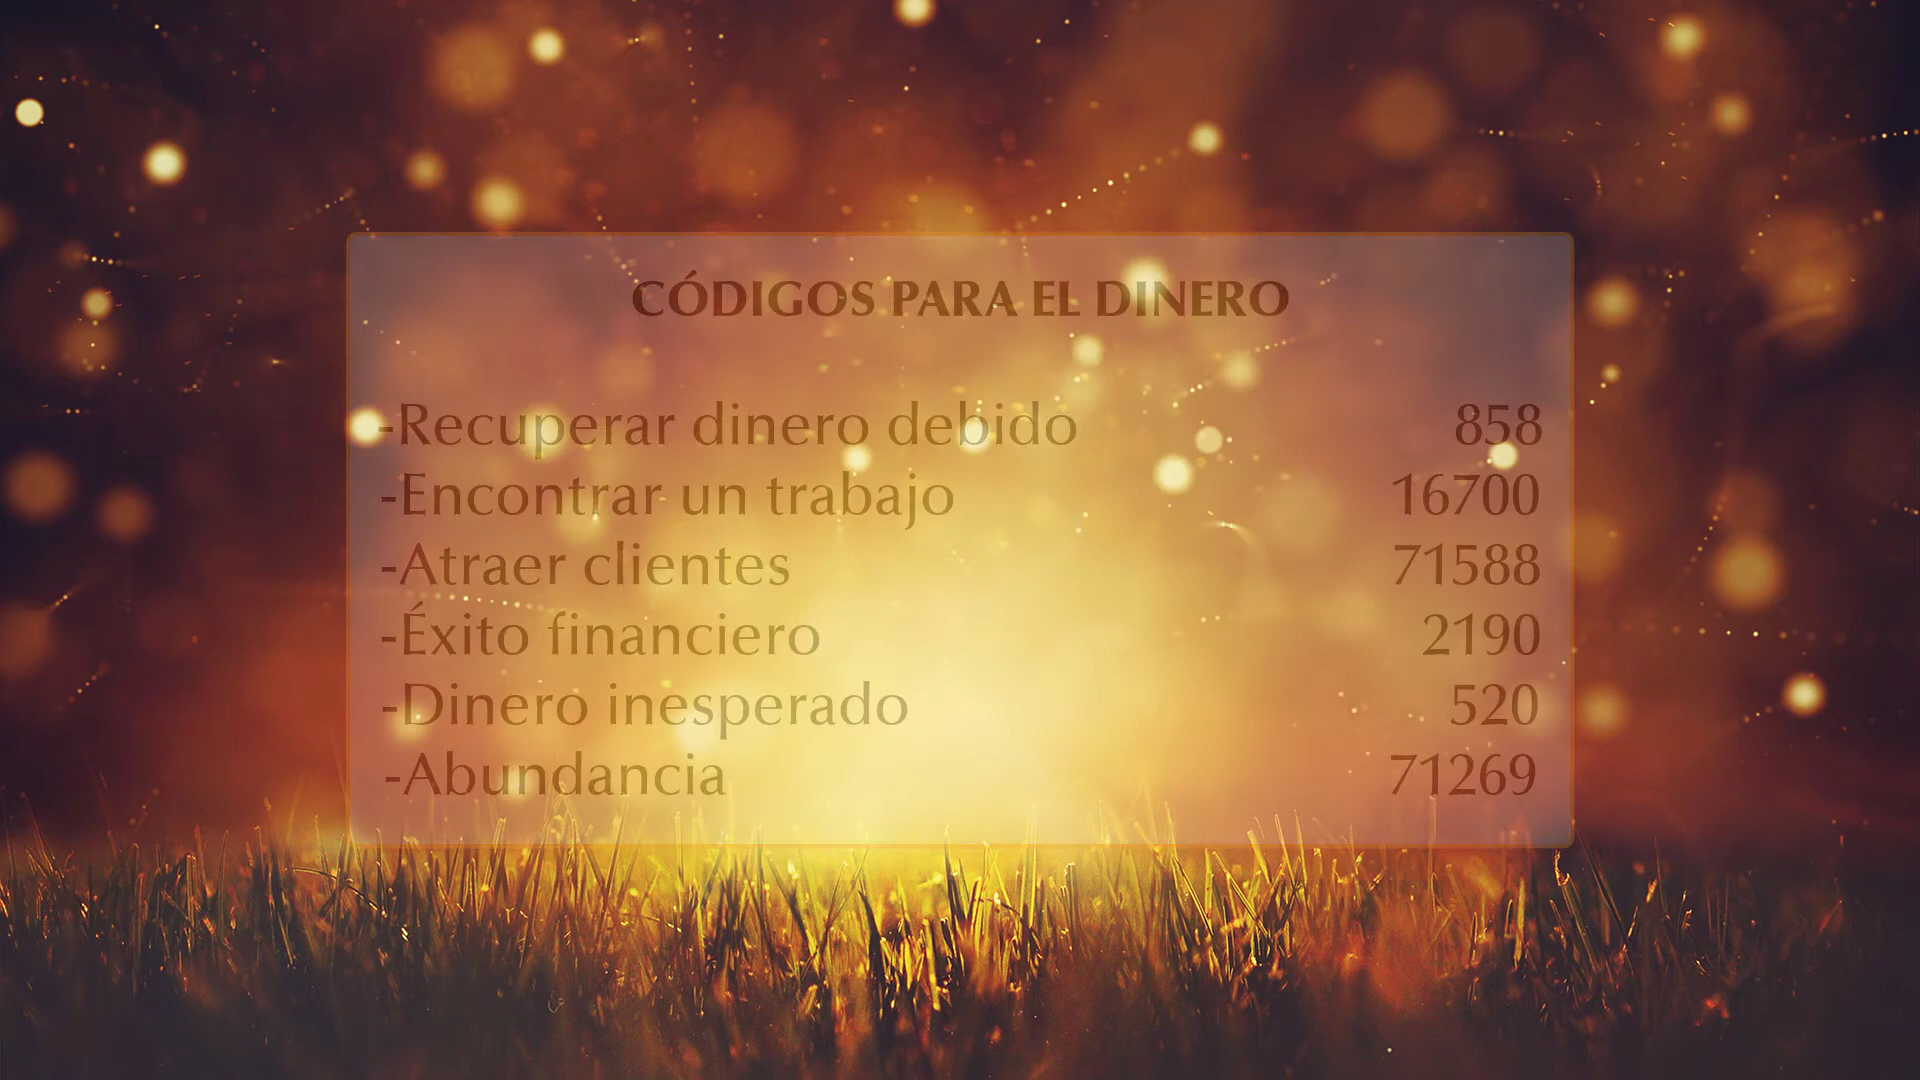 CÓDIGOS PARA EL DINERO
-Recuperar dinero debido 858
-Encontrar un trabajo 16700
-Atraer clientes 71588
-Éxito financiero 2190
-Dinero inesperado 520
-Abundancia 71269